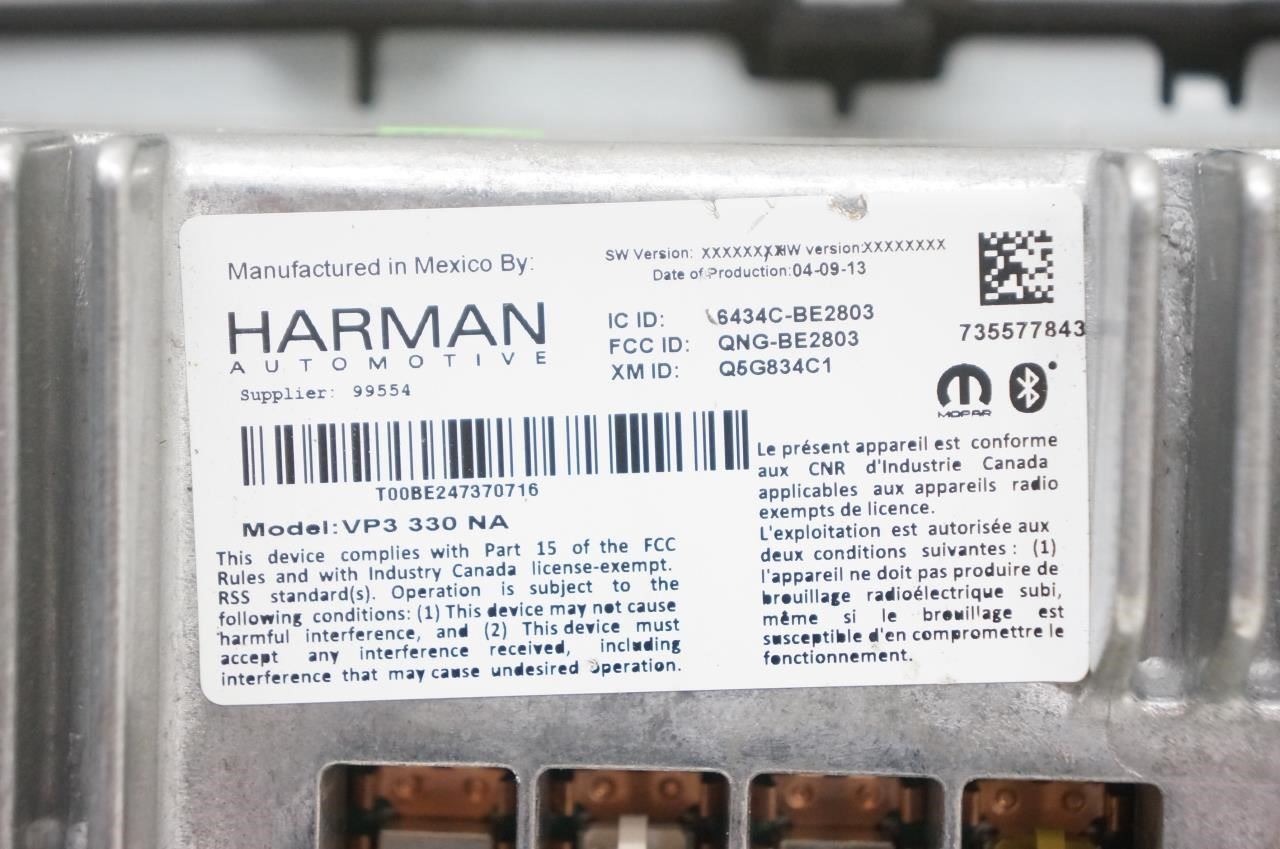 Manufactured in Mexico By:
HARMAN
AUTOMOTIVE
Supplier: 99554
SW Version: XXXXXXXX HW version:XXXXXXXX
Date of Production:04-09-13
IC ID: 6434C-BE2803
FCC ID: QNG-BE2803
XM ID: Q5G834C1
735577843
MOPAR
T00BE247370716
Model:VP3 330 NA
This device complies with Part 15 of the FCC
Rules and with Industry Canada license-exempt.
RSS standard(s). Operation is subject to the
following conditions: (1) This device may not cause
harmful interference, and (2) This device must
accept any interference received, including
interference that may cause undesired operation.
Le présent appareil est conforme
aux CNR d'Industrie Canada
applicables aux appareils radio
exempts de licence.
L'exploitation est autorisée aux
deux conditions suivantes : (1)
l'appareil ne doit pas produire de
brouillage radioélectrique subi,
même si le brouillage est
susceptible d'en compromettre le
fonctionnement.